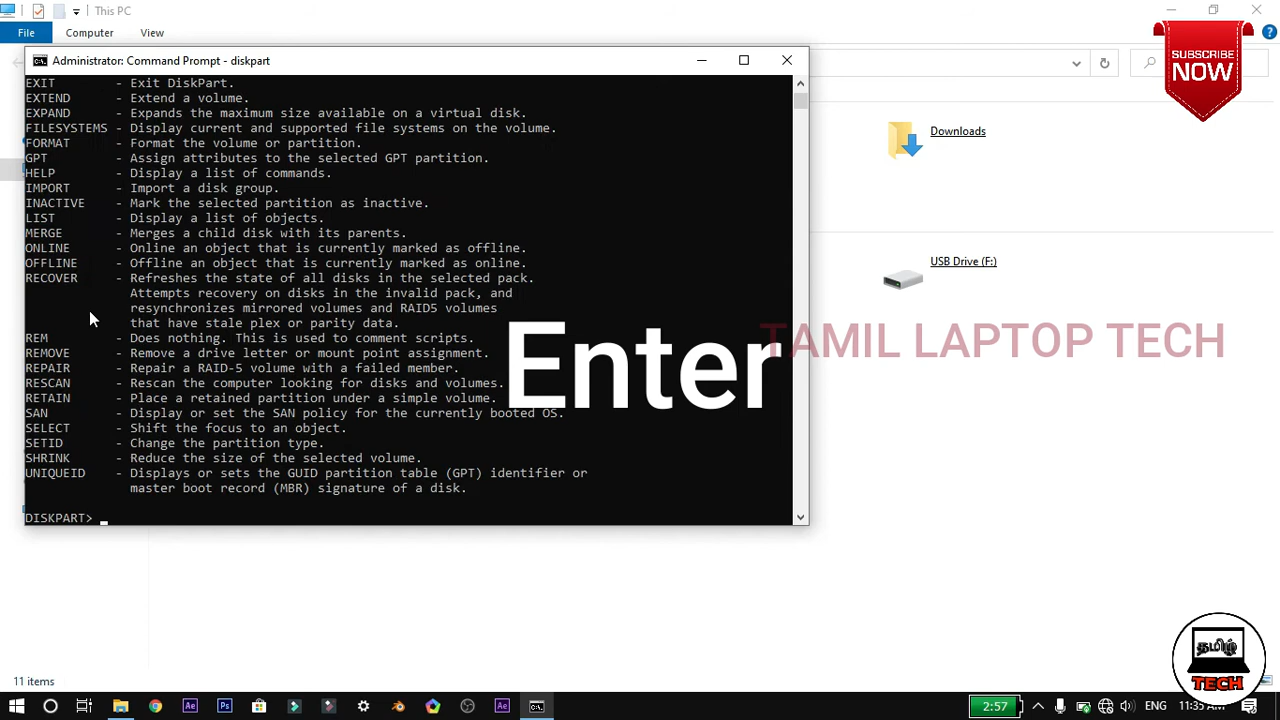 This PC
File Computer View
SUBSCRIBE
NOW
Administrator: Command Prompt - diskpart
EXIT - Exit DiskPart.
EXTEND - Extend a volume.
EXPAND - Expands the maximum size available on a virtual disk.
FILESYSTEMS - Display current and supported file systems on the volume.
FORMAT - Format the volume or partition.
GPT - Assign attributes to the selected GPT partition.
HELP - Display a list of commands.
IMPORT - Import a disk group.
INACTIVE - Mark the selected partition as inactive.
LIST - Display a list of objects.
MERGE - Merges a child disk with its parents.
ONLINE - Online an object that is currently marked as offline.
OFFLINE - Offline an object that is currently marked as online.
RECOVER - Refreshes the state of all disks in the selected pack.
Attempts recovery on disks in the invalid pack, and
resynchronizes mirrored volumes and RAID5 volumes
that have stale plex or parity data.
REM - Does nothing. This is used to comment scripts.
REMOVE - Remove a drive letter or mount point assignment.
REPAIR - Repair a RAID-5 volume with a failed member.
RESCAN - Rescan the computer looking for disks and volumes.
RETAIN - Place a retained partition under a simple volume.
SAN - Display or set the SAN policy for the currently booted OS.
SELECT - Shift the focus to an object.
SETID - Change the partition type.
SHRINK - Reduce the size of the selected volume.
UNIQUEID - Displays or sets the GUID partition table (GPT) identifier or
master boot record (MBR) signature of a disk.
DISKPART>
Enter
Downloads
USB Drive (F:)
TAMIL LAPTOP TECH
தமிழ்
TECH
11 items
Ae Ps Ae 2:57 ENG 11:35 AM